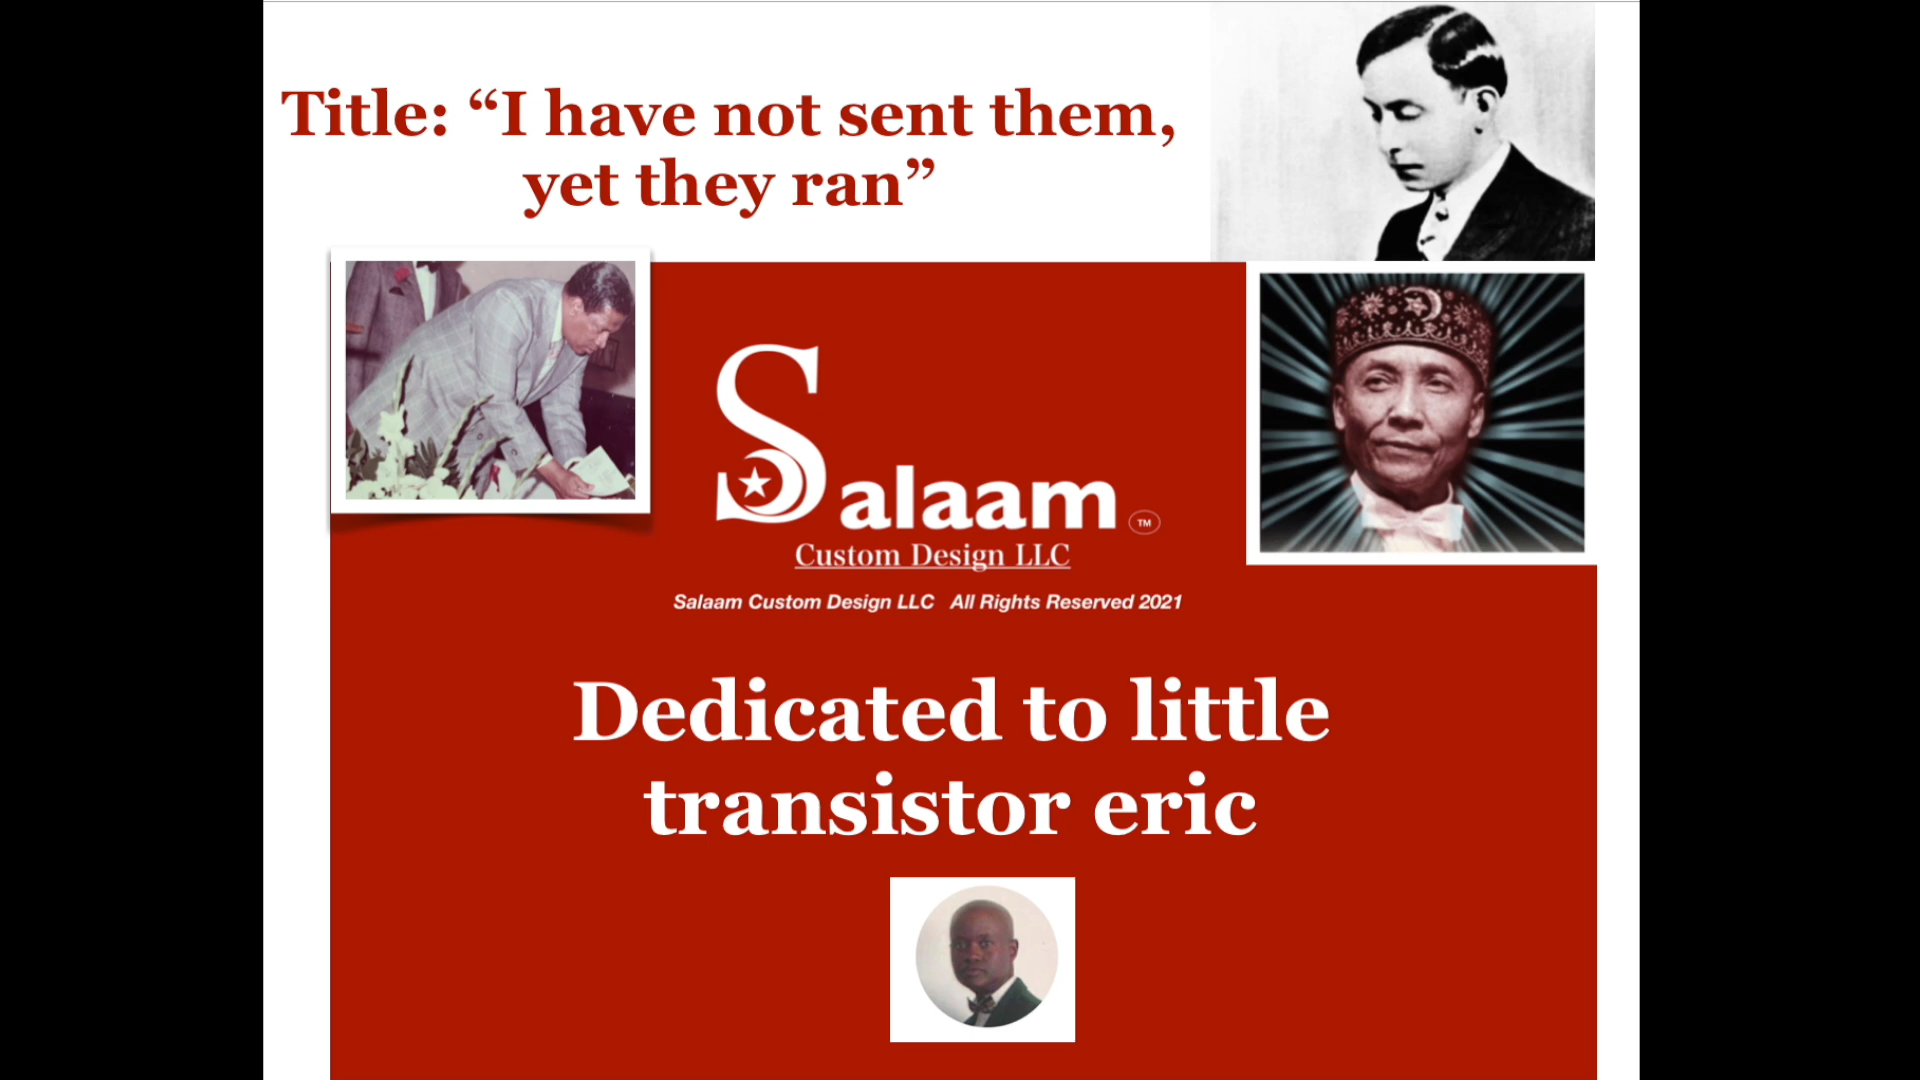 Title: “I have not sent them,
yet they ran”
Salaam TM
Custom Design LLC
Salaam Custom Design LLC All Rights Reserved 2021
Dedicated to little
transistor eric